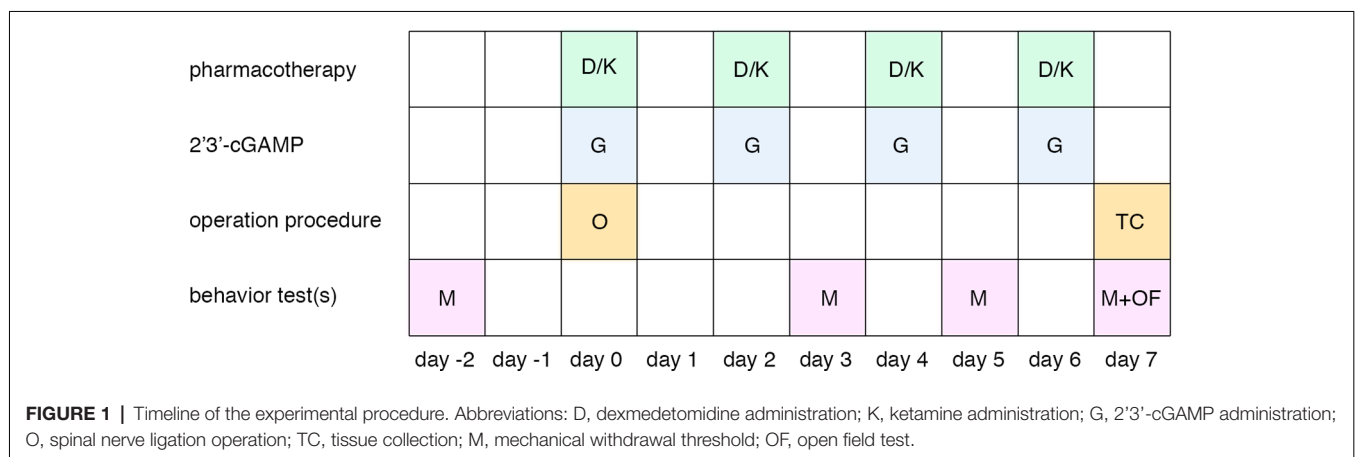 pharmacotherapy D/K D/K D/K D/K
2’3’-cGAMP G G G G
operation procedure O TC
behavior test(s) M M M M+OF
day -2 day -1 day 0 day 1 day 2 day 3 day 4 day 5 day 6 day 7
FIGURE 1 | Timeline of the experimental procedure. Abbreviations: D, dexmedetomidine administration; K, ketamine administration; G, 2’3’-cGAMP administration;
O, spinal nerve ligation operation; TC, tissue collection; M, mechanical withdrawal threshold; OF, open field test.